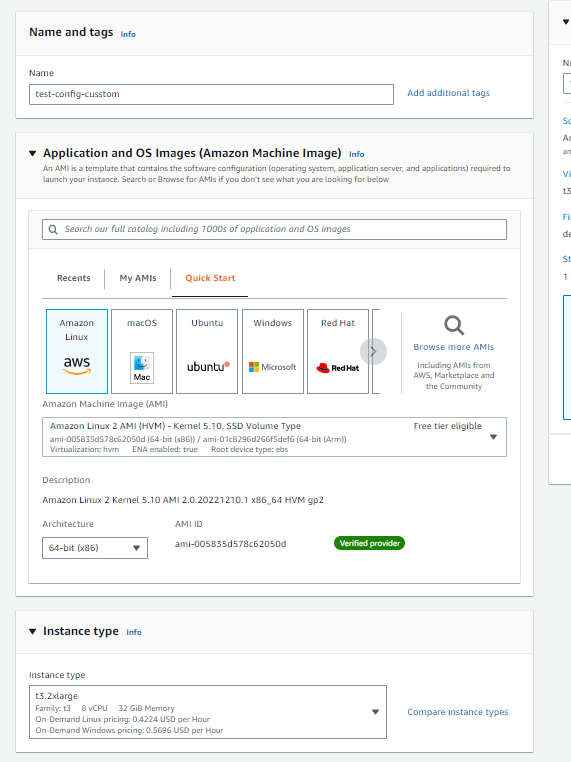 Name and tags Info
Name
test-config-cusstom
Add additional tags
Application and OS Images (Amazon Machine Image) Info
An AMI is a template that contains the software configuration (operating system, application server, and applications) required to
launch your instance. Search or Browse for AMIs if you don't see what you are looking for below
Search our full catalog including 1000s of application and OS images
Recents
My AMIs
Quick Start
Amazon
Linux
aws
macOS
Mac
Ubuntu
ubuntu
Windows
Microsoft
Red Hat
Red Hat
Browse more AMIs
Including AMIs from
AWS, Marketplace and
the Community
Amazon Machine Image (AMI)
Amazon Linux 2 AMI (HVM) - Kernel 5.10, SSD Volume Type
Free tier eligible
ami-005835d578c62050d (64-bit (x86)) / ami-01c8296d266f5def6 (64-bit (Arm))
Virtualization: hvm ENA enabled: true Root device type: ebs
Description
Amazon Linux 2 Kernel 5.10 AMI 2.0.20221210.1 x86_64 HVM gp2
Architecture
AMI ID
64-bit (x86)
ami-005835d578c62050d
Verified provider
Instance type Info
Instance type
t3.2xlarge
Family: t3 8 vCPU 32 GiB Memory
On-Demand Linux pricing: 0.4224 USD per Hour
On-Demand Windows pricing: 0.5696 USD per Hour
Compare instance types
t3
1